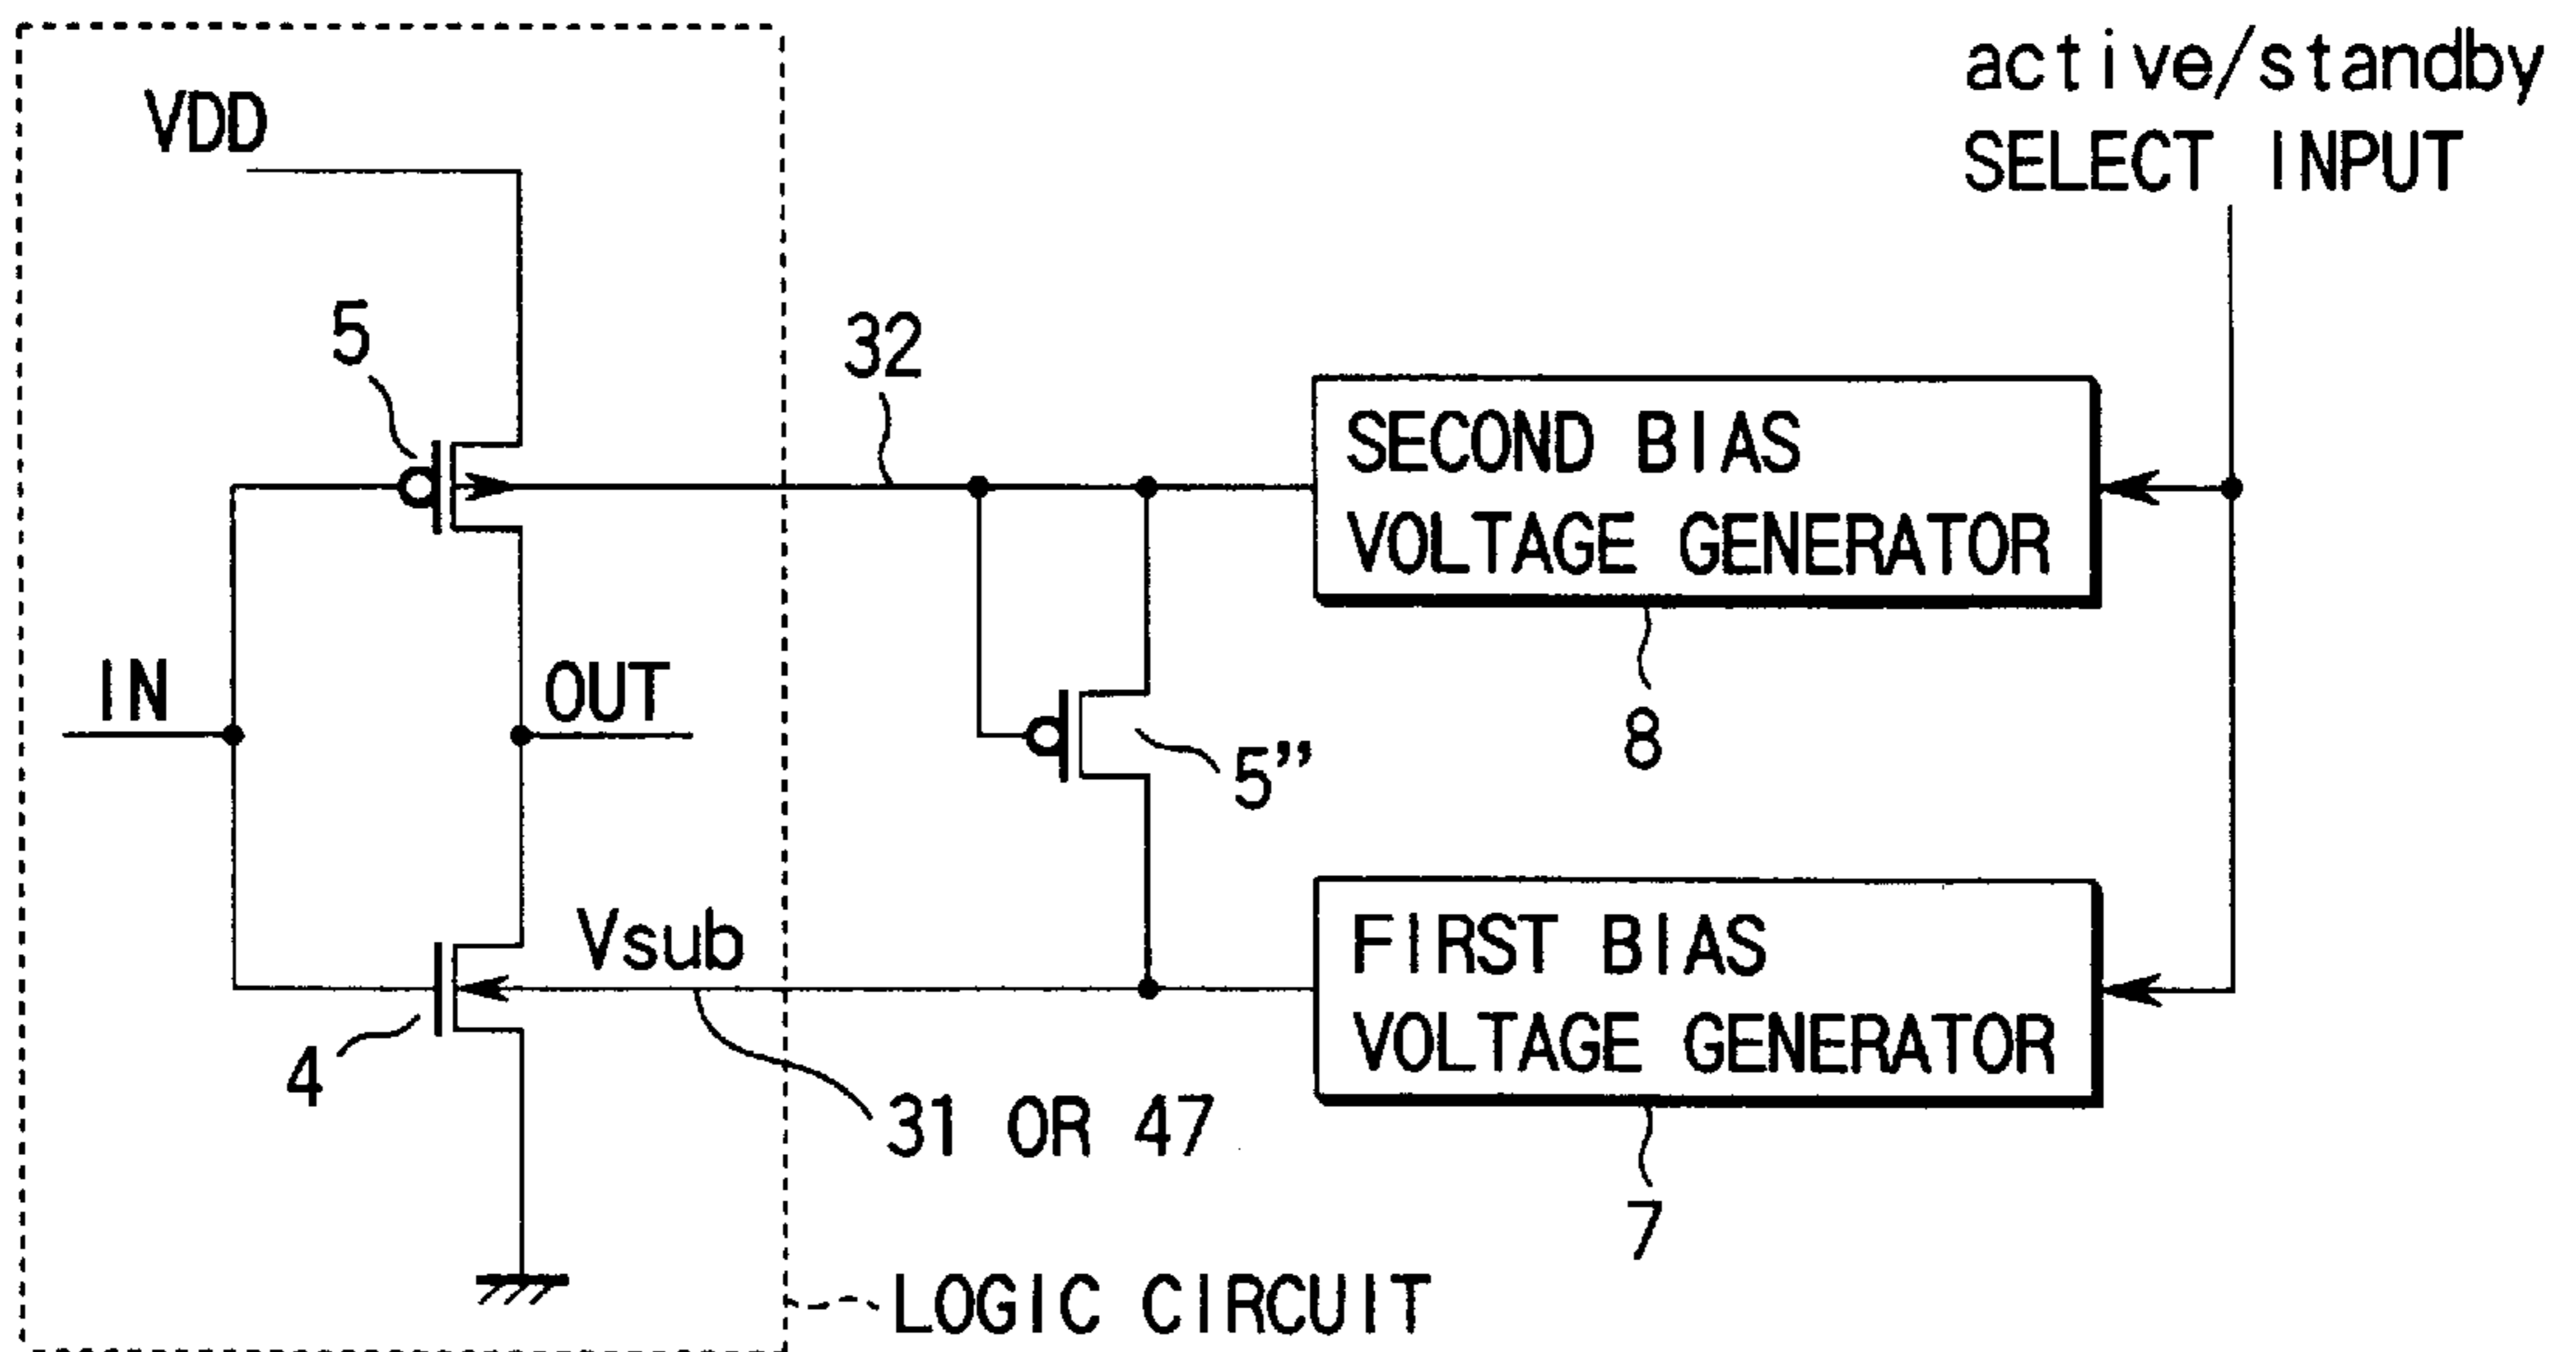 active/standby
SELECT INPUT
VDD
5
32
SECOND BIAS
VOLTAGE GENERATOR
8
IN
OUT
5”
Vsub
4
31 OR 47
FIRST BIAS
VOLTAGE GENERATOR
7
LOGIC CIRCUIT